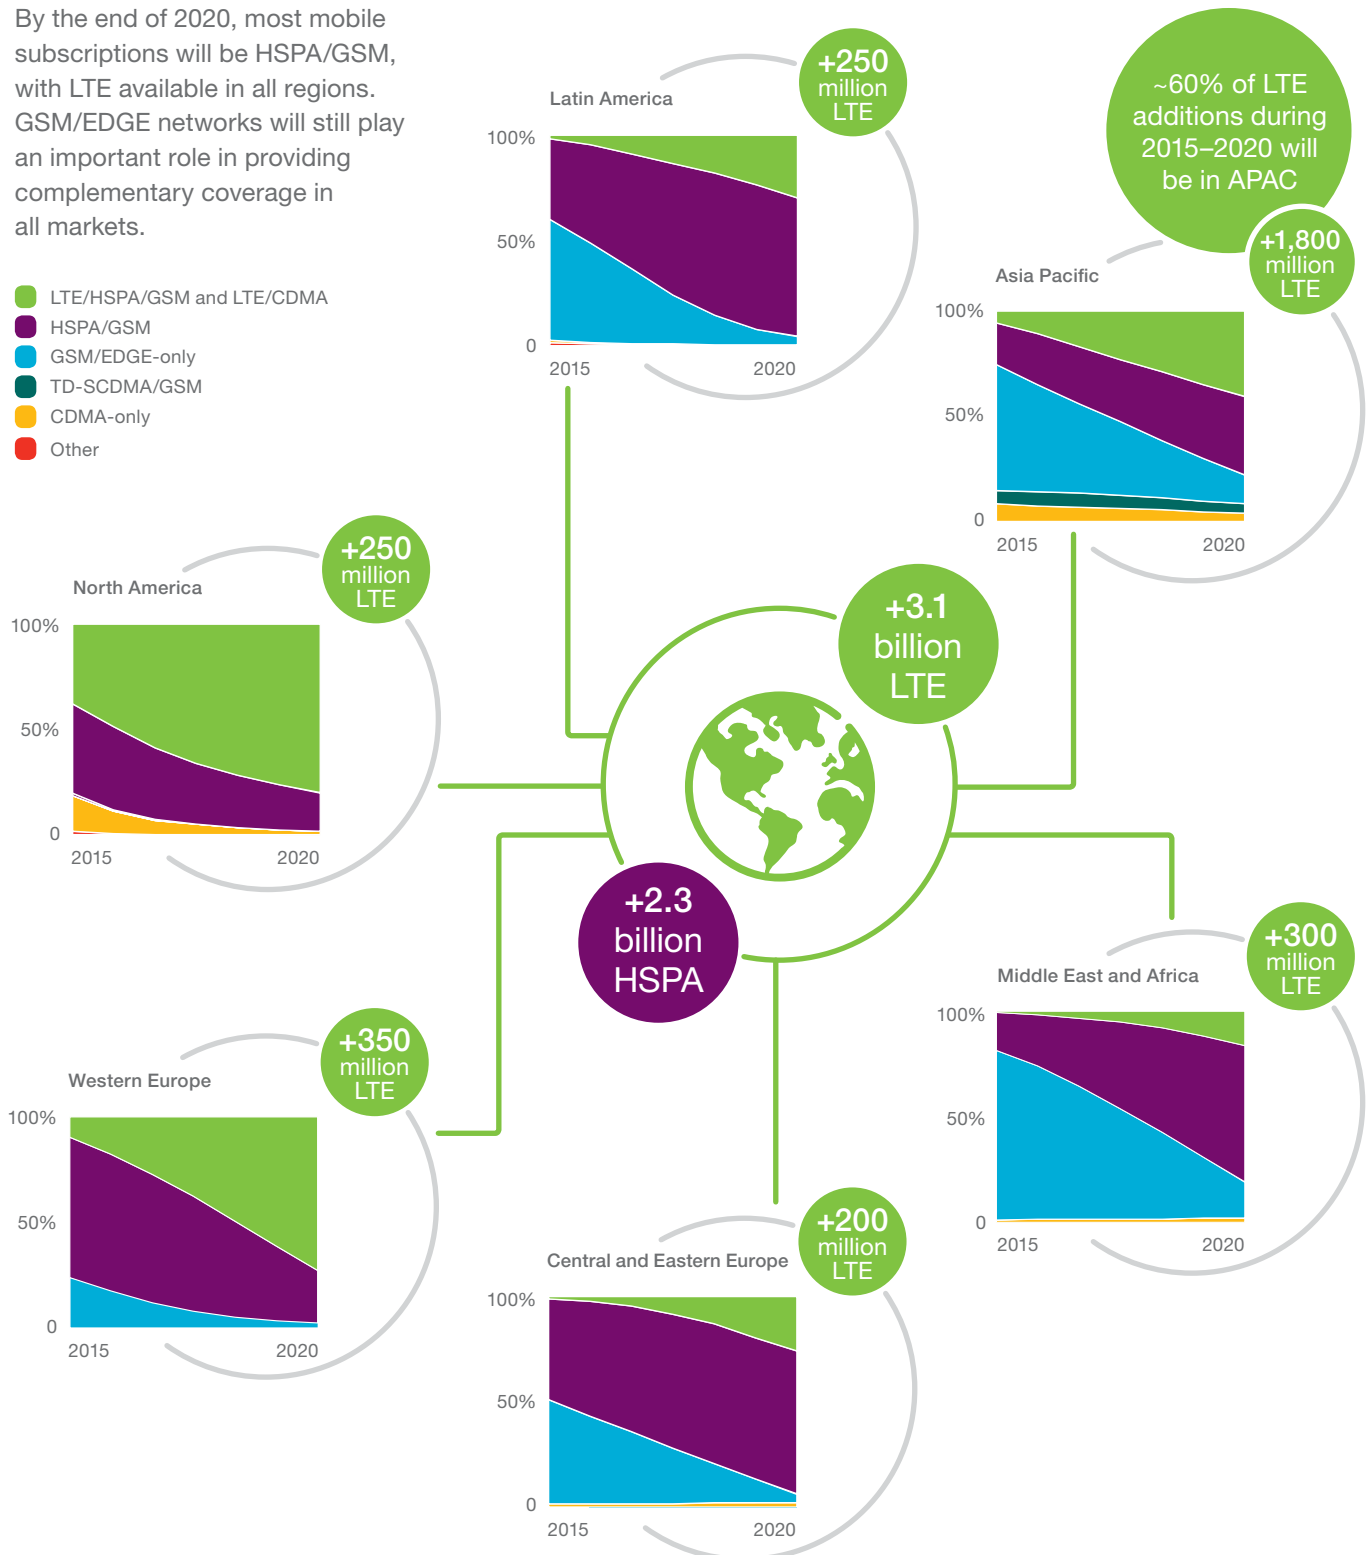 By the end of 2020, most mobile
subscriptions will be HSPA/GSM,
with LTE available in all regions.
GSM/EDGE networks will still play
an important role in providing
complementary coverage in
all markets.
LTE/HSPA/GSM and LTE/CDMA
HSPA/GSM
GSM/EDGE-only
TD-SCDMA/GSM
CDMA-only
Other
Latin America
+250
million
LTE
100%
50%
0
2015
2020
~60% of LTE
additions during
2015–2020 will
be in APAC
+1,800
million
LTE
Asia Pacific
100%
50%
0
2015
2020
North America
+250
million
LTE
100%
50%
0
2015
2020
+3.1
billion
LTE
+2.3
billion
HSPA
Western Europe
+350
million
LTE
100%
50%
0
2015
2020
Middle East and Africa
+300
million
LTE
100%
50%
0
2015
2020
Central and Eastern Europe
+200
million
LTE
100%
50%
0
2015
2020